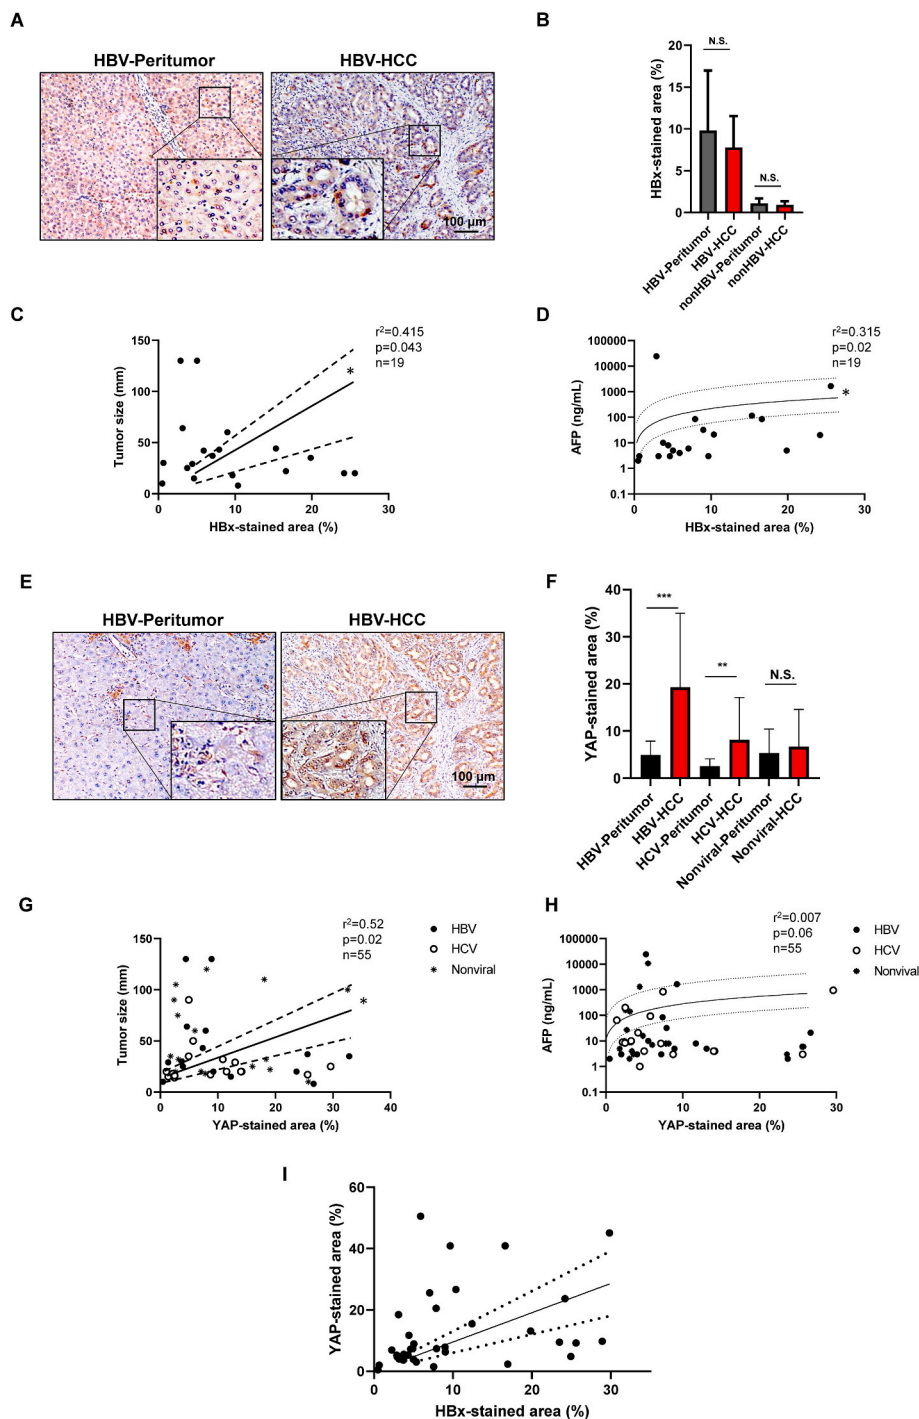 A
HBV-Peritumor
HBV-HCC
100 µm
B
HBx-stained area (%)
20
15
10
5
0
N.S.
N.S.
HBV-Peritumor
HBV-HCC
nonHBV-Peritumor
nonHBV-HCC
C
Tumor size (mm)
150
100
50
0
0 10 20 30
HBx-stained area (%)
r²=0.415
p=0.043
n=19
*
D
AFP (ng/mL)
100000
10000
1000
100
10
1
0.1
0 10 20 30
HBx-stained area (%)
r²=0.315
p=0.02
n=19
*
E
HBV-Peritumor
HBV-HCC
100 µm
F
YAP-stained area (%)
40
30
20
10
0
***
**
N.S.
HBV-Peritumor
HBV-HCC
HCV-Peritumor
HCV-HCC
Nonviral-Peritumor
Nonviral-HCC
G
Tumor size (mm)
150
100
50
0
0 10 20 30 40
YAP-stained area (%)
r²=0.52
p=0.02
n=55
*
HBV
HCV
Nonviral
H
AFP (ng/mL)
100000
10000
1000
100
10
1
0.1
0 10 20 30
YAP-stained area (%)
r²=0.007
p=0.06
n=55
HBV
HCV
Nonvival
I
YAP-stained area (%)
60
40
20
0
0 10 20 30
HBx-stained area (%)